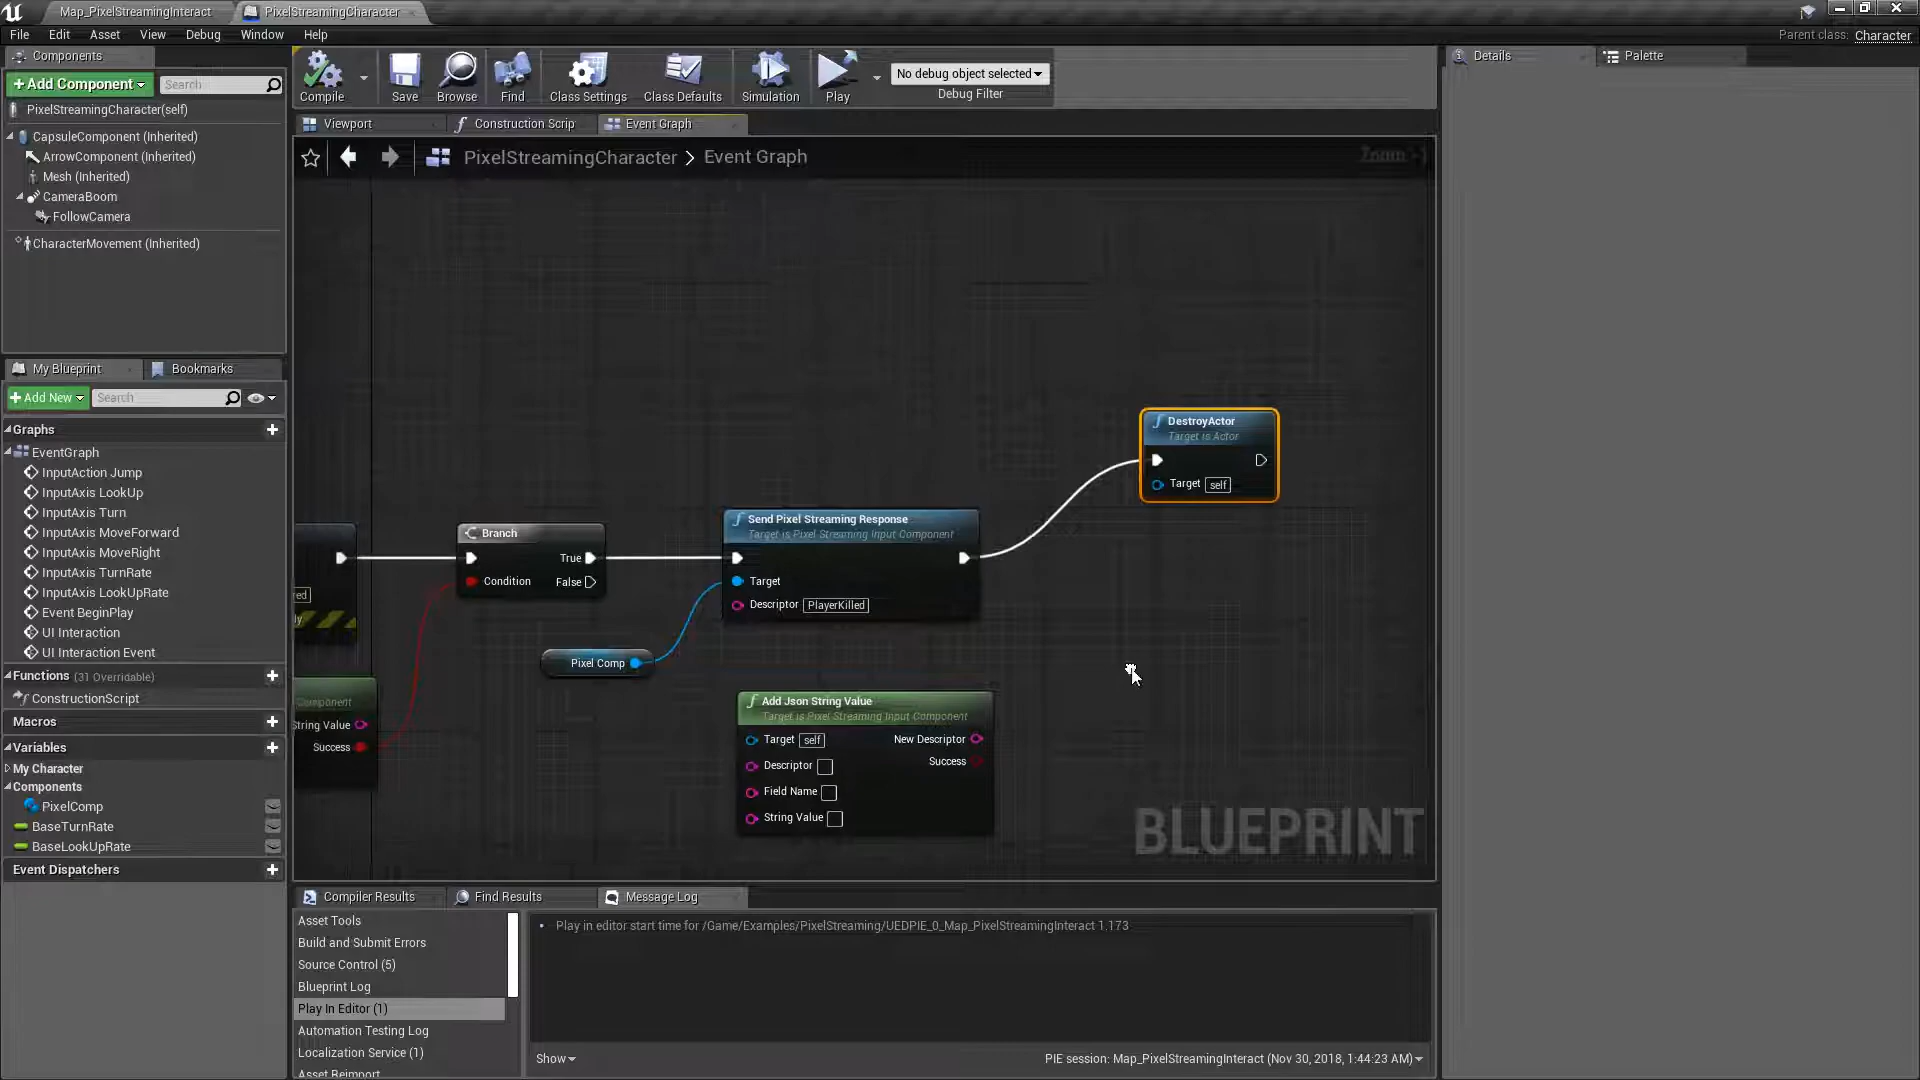 Map_PixelStreamingInteract
PixelStreamingCharacter
File Edit Asset View Debug Window Help
Parent class: Character
Components
+Add Component
Search
PixelStreamingCharacter(self)
CapsuleComponent (Inherited)
ArrowComponent (Inherited)
Mesh (Inherited)
CameraBoom
FollowCamera
CharacterMovement (Inherited)
Compile
Save
Browse
Find
Class Settings
Class Defaults
Simulation
Play
No debug object selected
Debug Filter
Details
Palette
Viewport
Construction Scrip
Event Graph
PixelStreamingCharacter > Event Graph
Zoom -1
My Blueprint
Bookmarks
+Add New
Search
Graphs
EventGraph
InputAction Jump
InputAxis LookUp
InputAxis Turn
InputAxis MoveForward
InputAxis MoveRight
InputAxis TurnRate
InputAxis LookUpRate
Event BeginPlay
UI Interaction
UI Interaction Event
Functions (31 Overridable)
ConstructionScript
Macros
Variables
My Character
Components
PixelComp
BaseTurnRate
BaseLookUpRate
Event Dispatchers
DestroyActor
Target is Actor
Target self
Send Pixel Streaming Response
Target is Pixel Streaming Input Component
Target
Descriptor PlayerKilled
Branch
True
Condition
False
red
ly
Pixel Comp
Component
String Value
Success
Add Json String Value
Target is Pixel Streaming Input Component
Target self
New Descriptor
Descriptor
Success
Field Name
String Value
BLUEPRINT
Compiler Results
Find Results
Message Log
Asset Tools
Build and Submit Errors
Source Control (5)
Blueprint Log
Play In Editor (1)
Automation Testing Log
Localization Service (1)
Asset Reimport
Play in editor start time for /Game/Examples/PixelStreaming/UEDPIE_0_Map_PixelStreamingInteract 1.173
Show
PIE session: Map_PixelStreamingInteract (Nov 30, 2018, 1:44:23 AM)